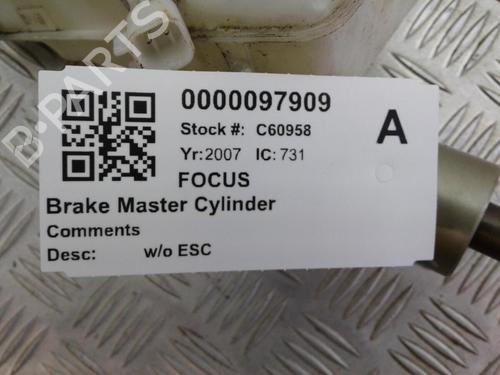 B-PARTS
0000097909
Stock #: C60958
A
Yr: 2007 IC: 731
FOCUS
Brake Master Cylinder
Comments
Desc: w/o ESC